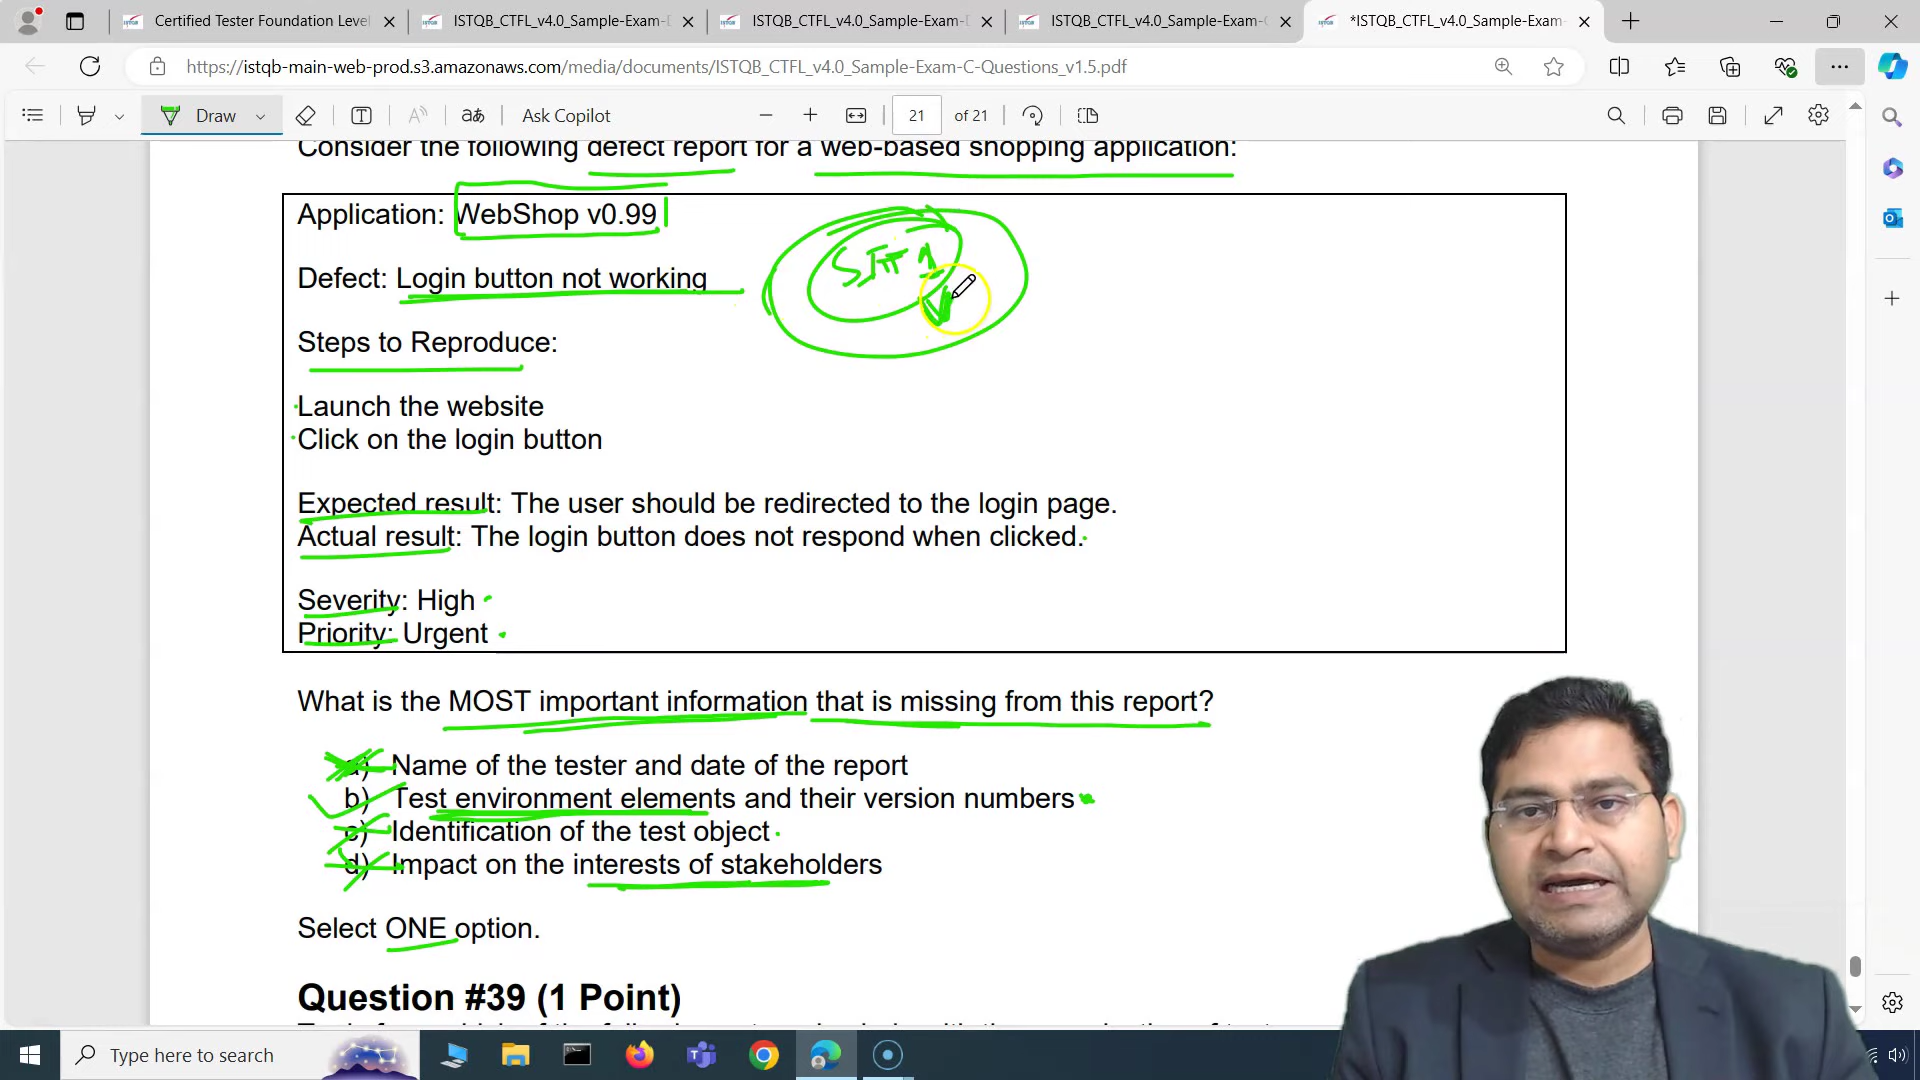 Certified Tester Foundation Leve
ISTQB_CTFL_v4.0_Sample-Exam-D
ISTQB_CTFL_v4.0_Sample-Exam-D
ISTQB_CTFL_v4.0_Sample-Exam-C
*ISTQB_CTFL_v4.0_Sample-Exam-
https://istqb-main-web-prod.s3.amazonaws.com/media/documents/ISTQB_CTFL_v4.0_Sample-Exam-C-Questions_v1.5.pdf
Draw
aあ
Ask Copilot
21 of 21
Consider the following defect report for a web-based shopping application:
Application: WebShop v0.99
SIT 1
Defect: Login button not working
Steps to Reproduce:
Launch the website
Click on the login button
Expected result: The user should be redirected to the login page.
Actual result: The login button does not respond when clicked.
Severity: High
Priority: Urgent
What is the MOST important information that is missing from this report?
a) Name of the tester and date of the report
b) Test environment elements and their version numbers
c) Identification of the test object
d) Impact on the interests of stakeholders
Select ONE option.
Question #39 (1 Point)
Type here to search